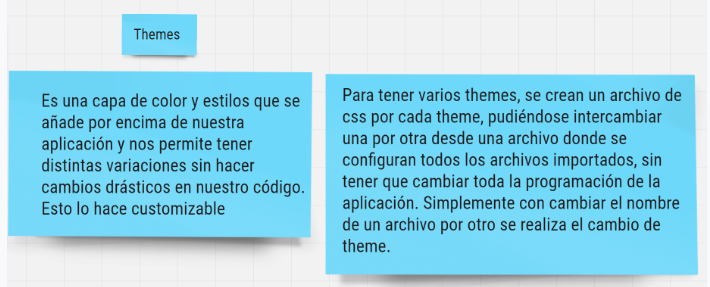 Themes
Es una capa de color y estilos que se
añade por encima de nuestra
aplicación y nos permite tener
distintas variaciones sin hacer
cambios drásticos en nuestro código.
Esto lo hace customizable
Para tener varios themes, se crean un archivo de
css por cada theme, pudiéndose intercambiar
una por otra desde una archivo donde se
configuran todos los archivos importados, sin
tener que cambiar toda la programación de la
aplicación. Simplemente con cambiar el nombre
de un archivo por otro se realiza el cambio de
theme.